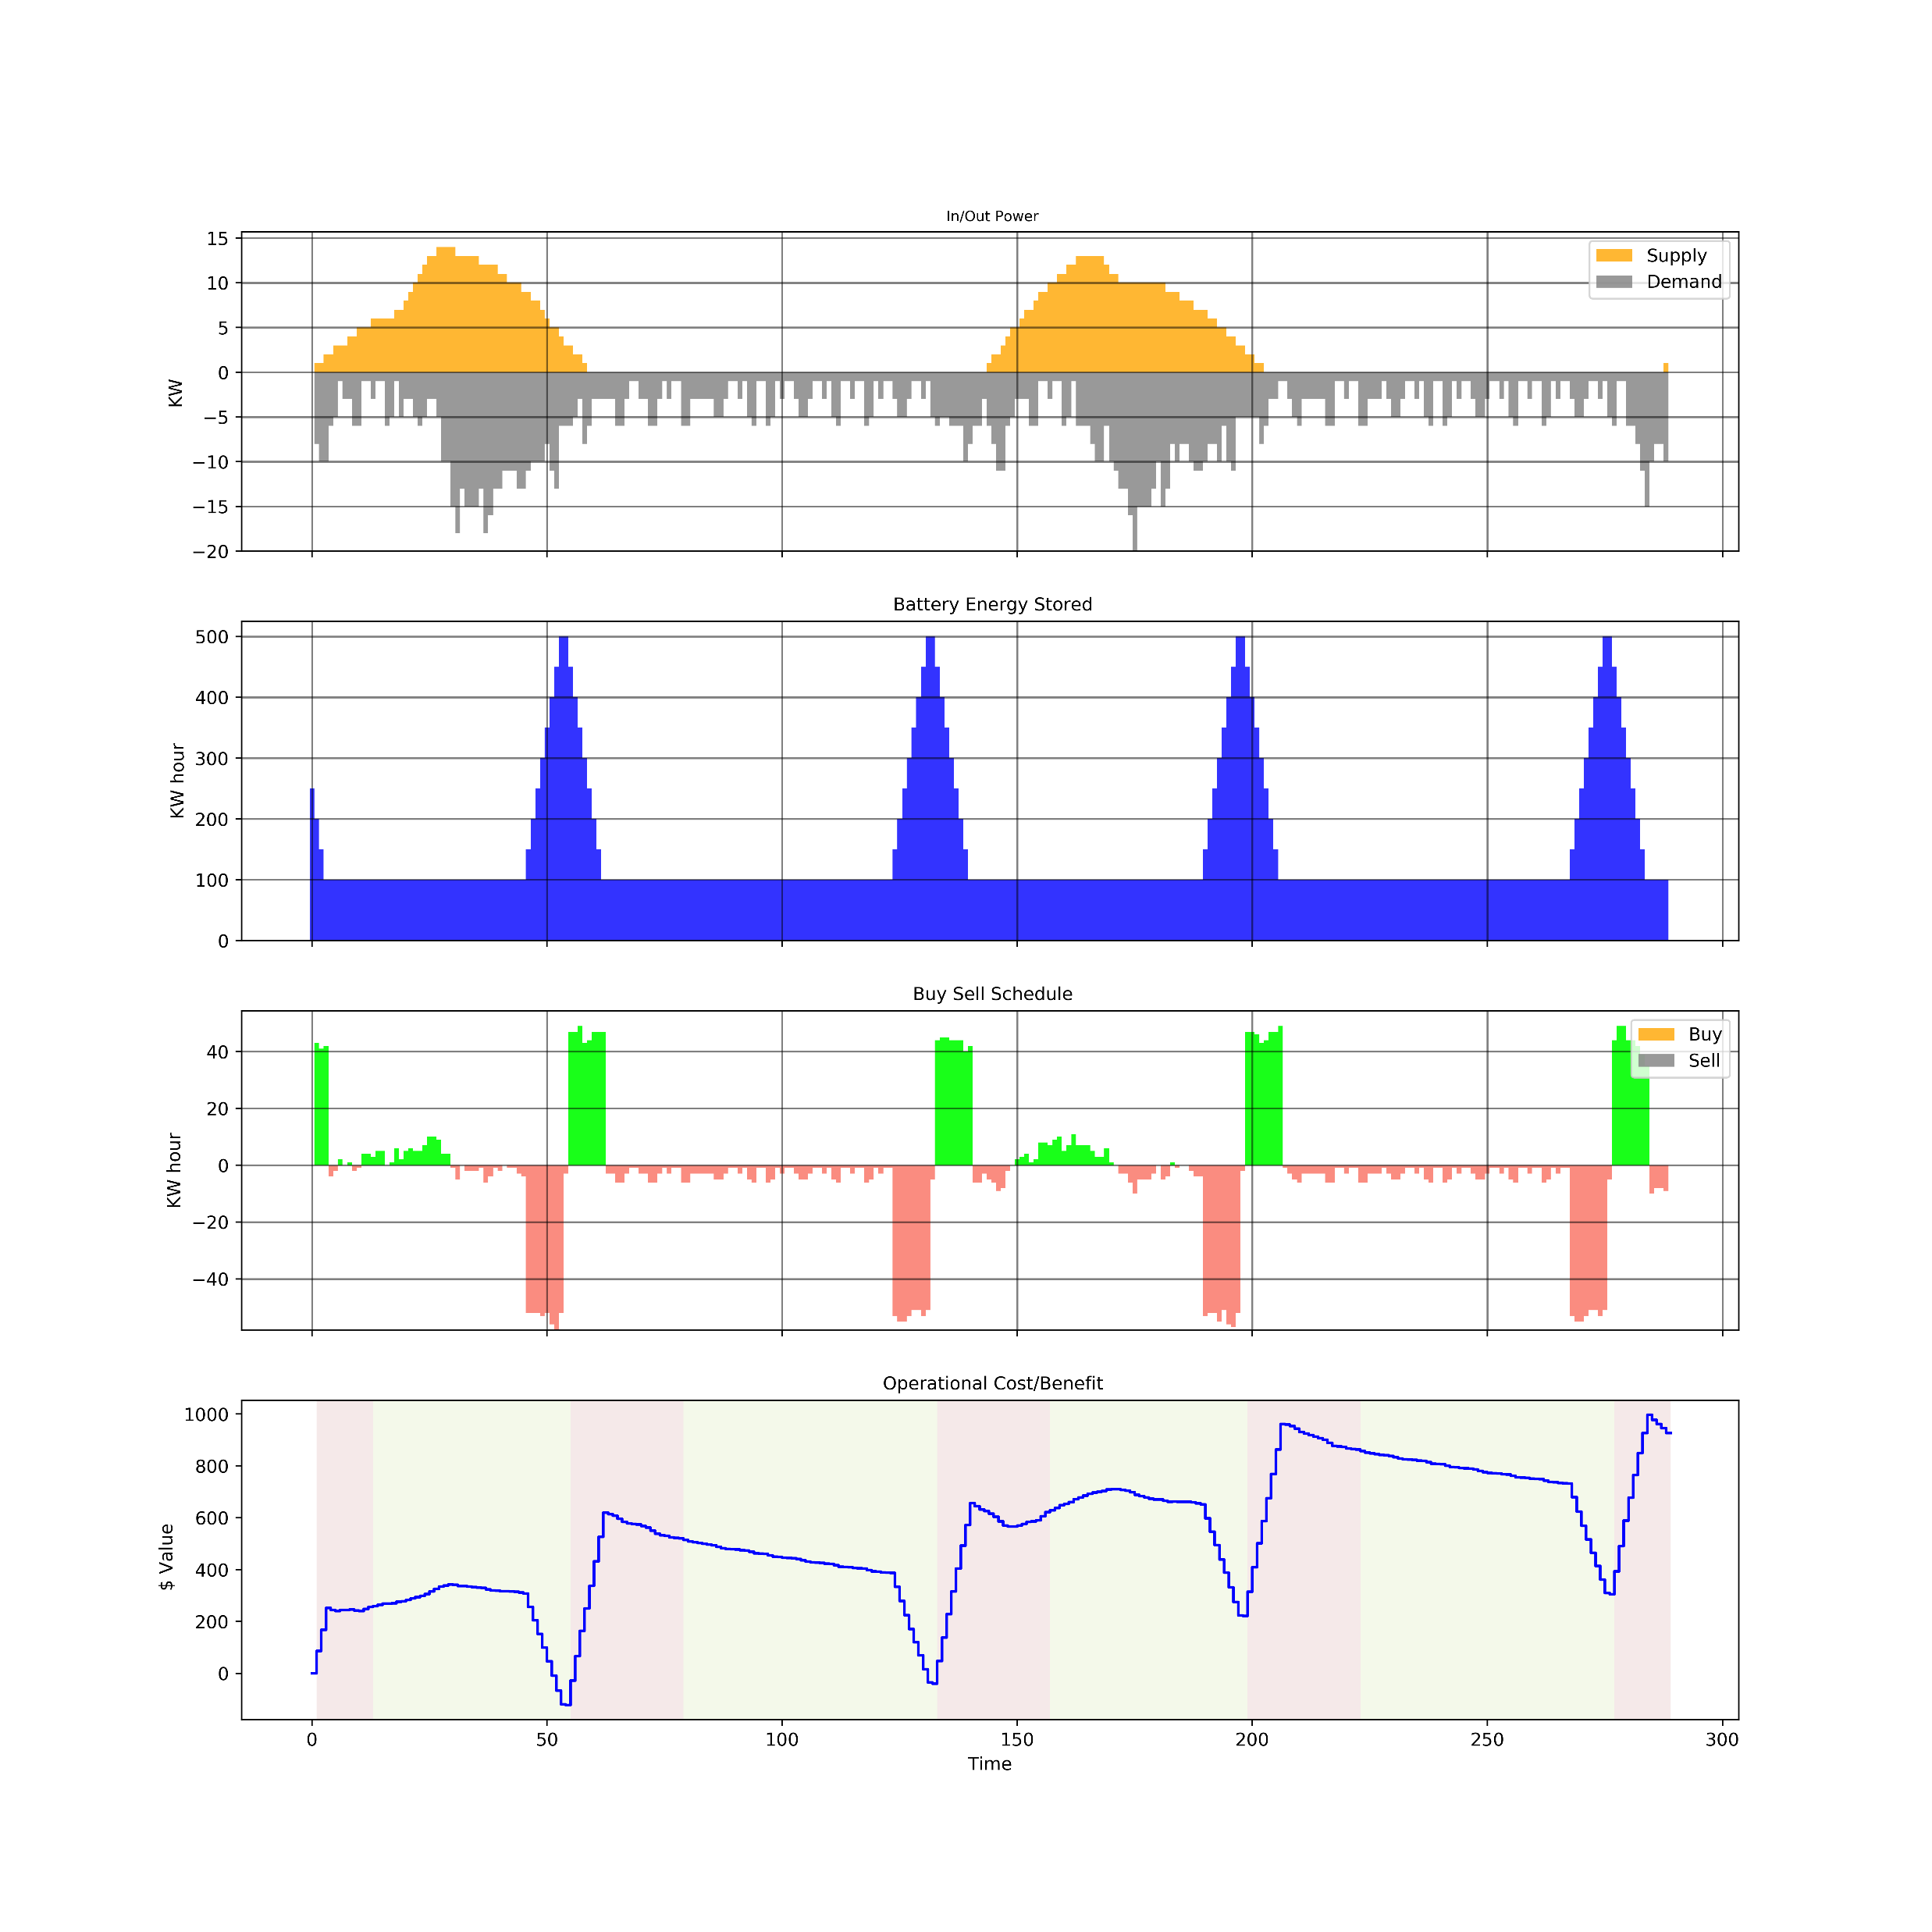 In/Out Power
15
10
5
0
−5
−10
−15
−20
KW
Supply
Demand
Battery Energy Stored
500
400
300
200
100
0
KW hour
Buy Sell Schedule
40
20
0
−20
−40
KW hour
Buy
Sell
Operational Cost/Benefit
1000
800
600
400
200
0
$ Value
0 50 100 150 200 250 300
Time